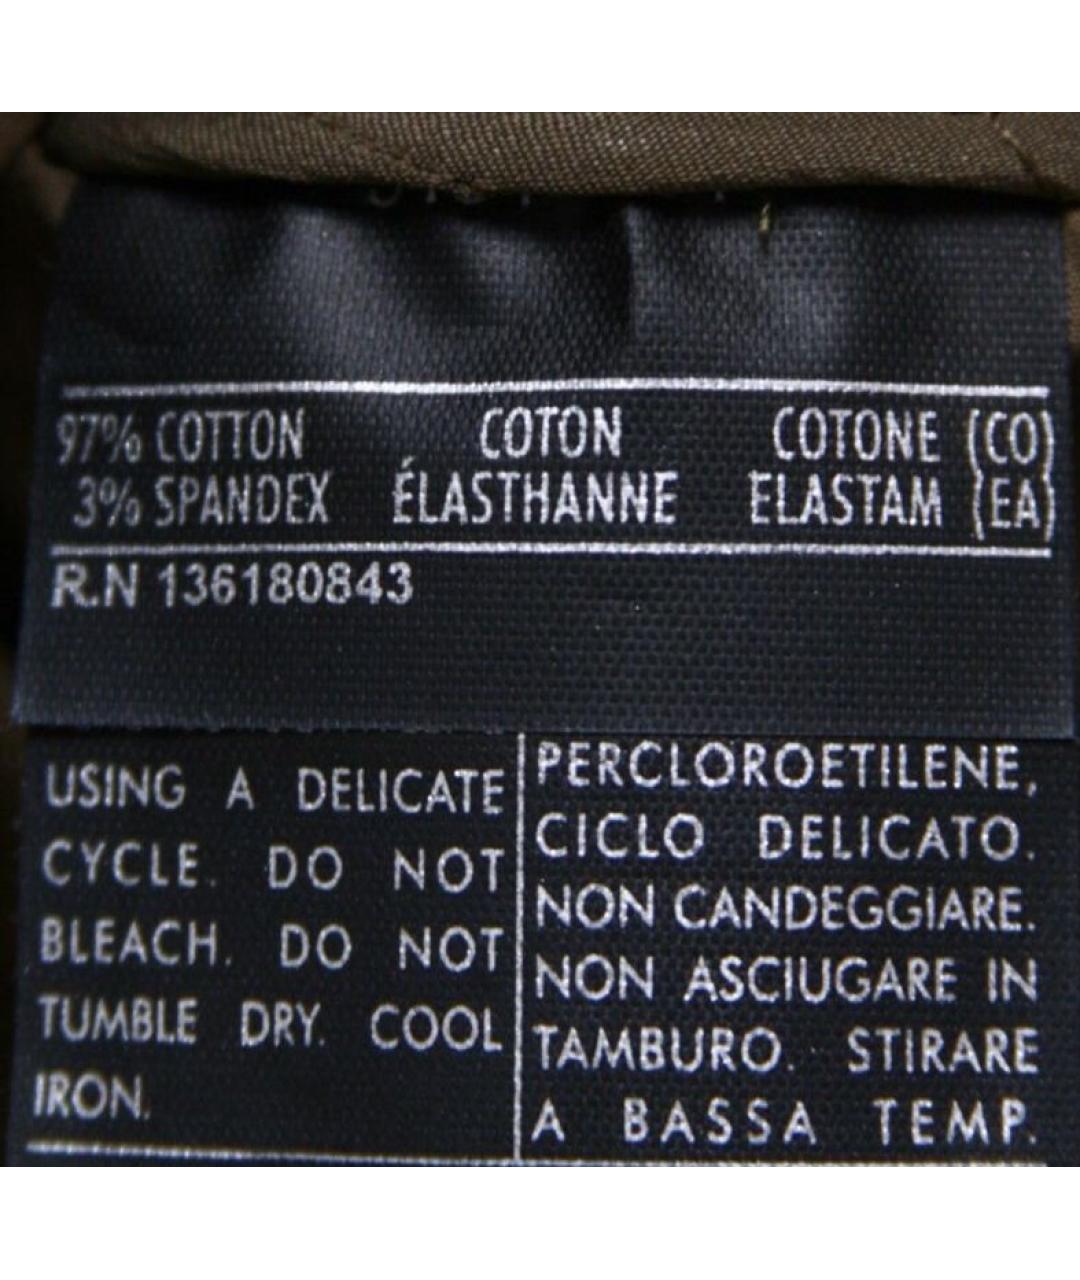 97% COTTON COTON COTONE (CO)
3% SPANDEX ÉLASTHANNE ELASTAM (EA)
R.N 136180843
USING A DELICATE
CYCLE. DO NOT
BLEACH. DO NOT
TUMBLE DRY. COOL
IRON.
PERCLOROETILENE,
CICLO DELICATO.
NON CANDEGGIARE.
NON ASCIUGARE IN
TAMBURO. STIRARE
A BASSA TEMP.